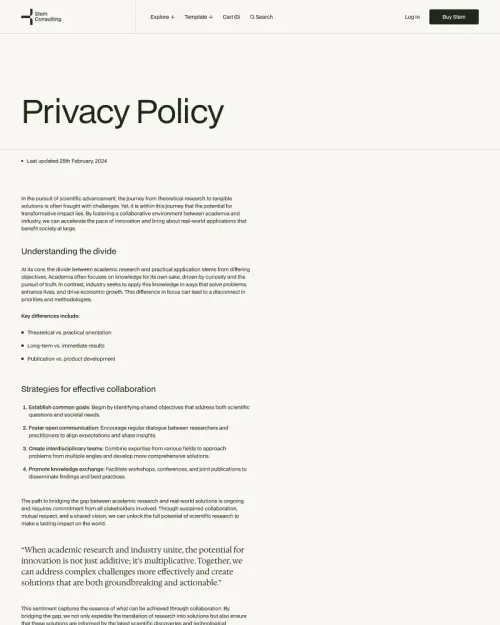 Stem
Consulting
Explore ↓ Template ↓ Cart (0) Search Log in Buy Stem
Privacy Policy
• Last updated 28th February, 2024
In the pursuit of scientific advancement, the journey from theoretical research to tangible
solutions is often fraught with challenges. Yet, it is within this journey that the potential for
transformative impact lies. By fostering a collaborative environment between academia and
industry, we can accelerate the pace of innovation and bring about real-world applications that
benefit society at large.
Understanding the divide
At its core, the divide between academic research and practical application stems from differing
objectives. Academia often focuses on knowledge for its own sake, driven by curiosity and the
pursuit of truth. In contrast, industry seeks to apply this knowledge in ways that solve problems,
enhance lives, and drive economic growth. This difference in focus can lead to a disconnect in
priorities and methodologies.
Key differences include:
• Theoretical vs. practical orientation
• Long-term vs. immediate results
• Publication vs. product development
Strategies for effective collaboration
1. Establish common goals: Begin by identifying shared objectives that address both scientific
questions and societal needs.
2. Foster open communication: Encourage regular dialogue between researchers and
practitioners to align expectations and share insights.
3. Create interdisciplinary teams: Combine expertise from various fields to approach
problems from multiple angles and develop more comprehensive solutions.
4. Promote knowledge exchange: Facilitate workshops, conferences, and joint publications to
disseminate findings and best practices.
The path to bridging the gap between academic research and real-world solutions is ongoing
and requires commitment from all stakeholders involved. Through sustained collaboration,
mutual respect, and a shared vision, we can unlock the full potential of scientific research to
make a lasting impact on the world.
“When academic research and industry unite, the potential for
innovation is not just additive; it's multiplicative. Together, we
can address complex challenges more effectively and create
solutions that are both groundbreaking and actionable.”
This sentiment captures the essence of what can be achieved through collaboration. By
bridging the gap, we not only expedite the translation of research into solutions but also ensure
that these solutions are informed by the latest scientific discoveries and technological